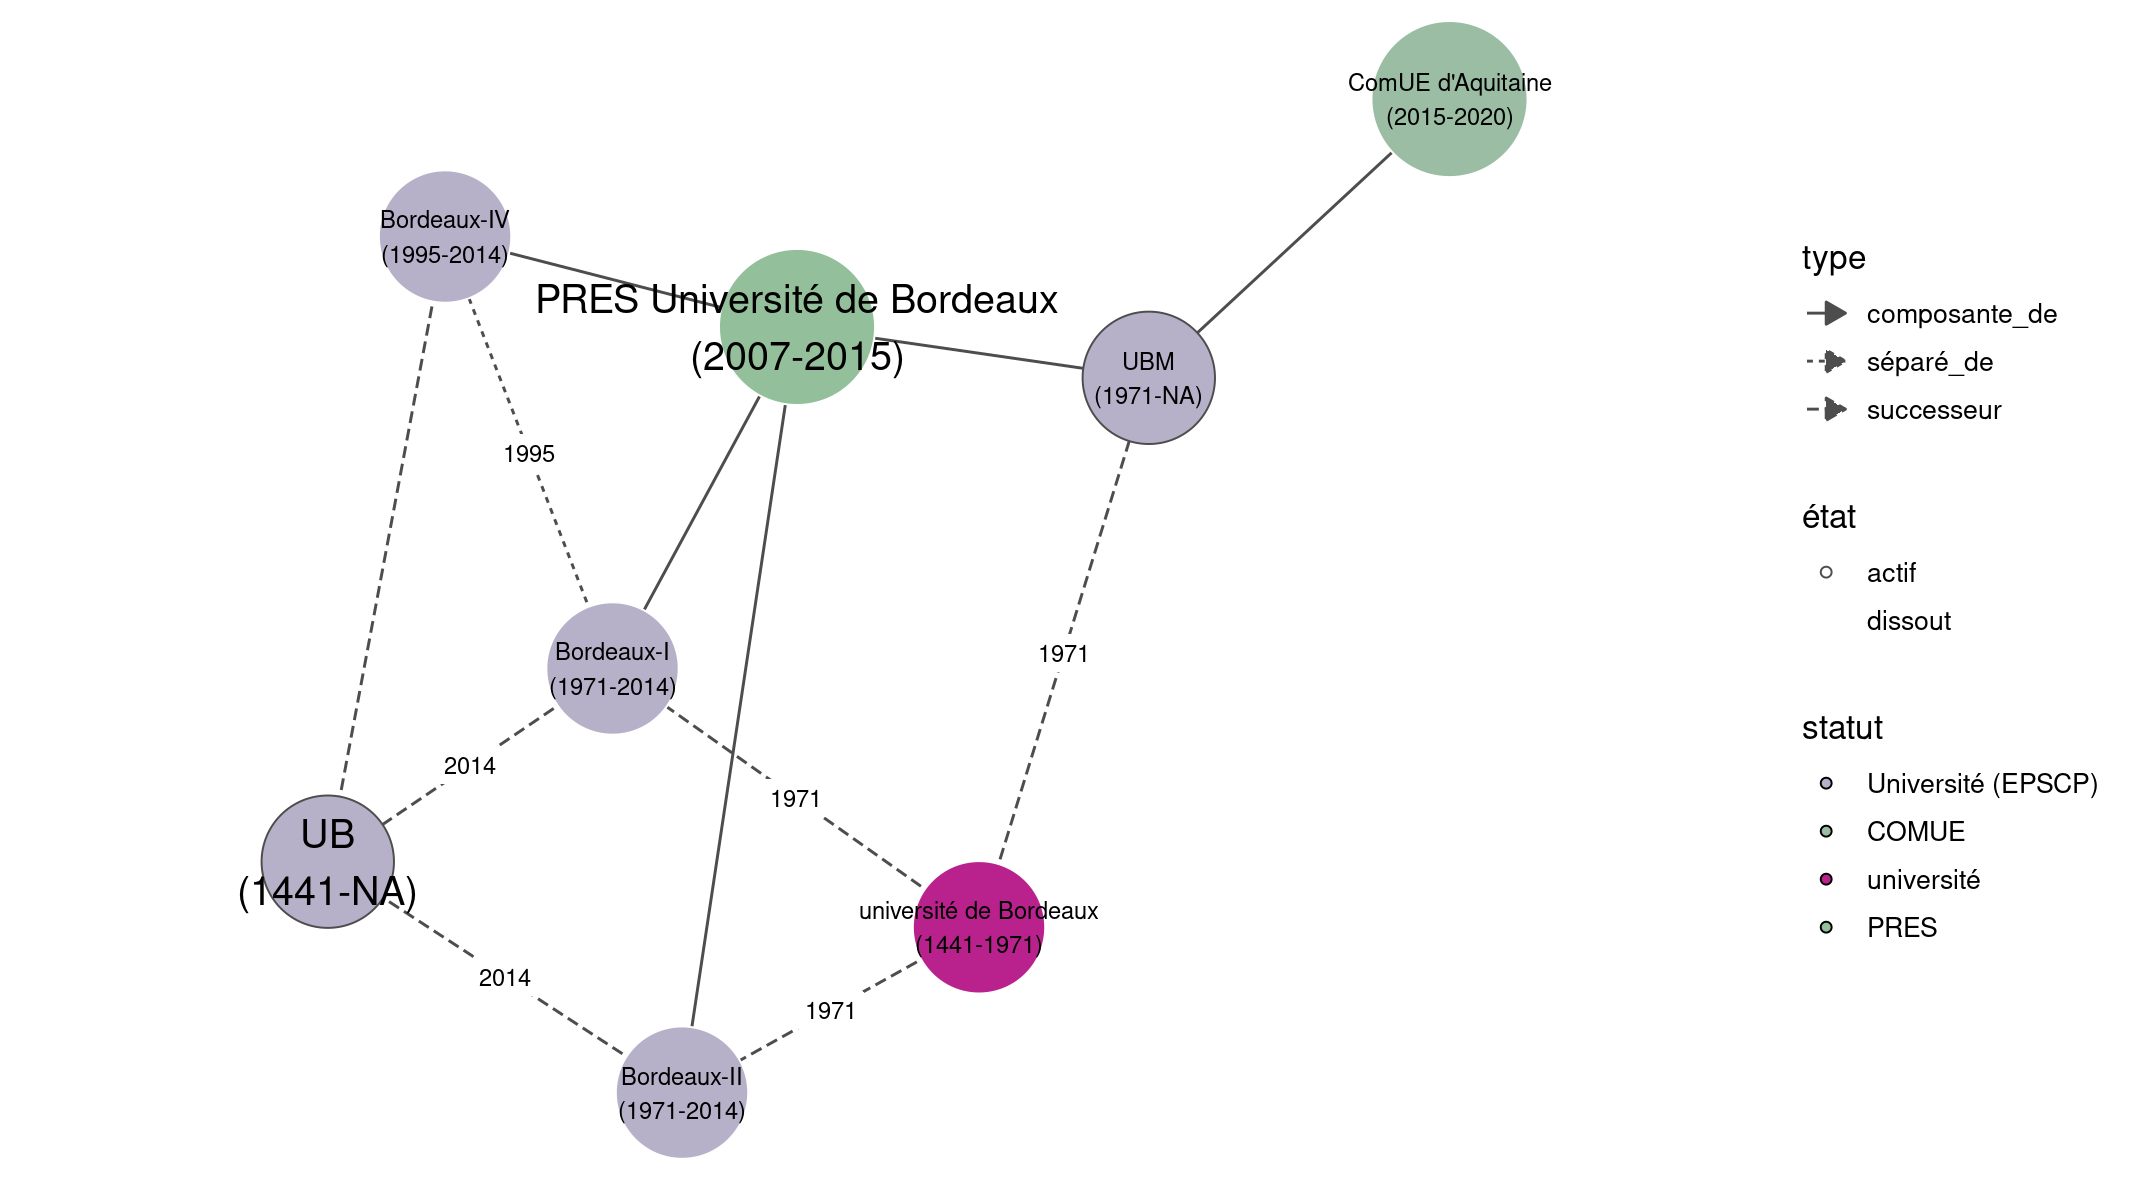 ComUE d'Aquitaine
(2015-2020)
Bordeaux-IV
(1995-2014)
PRES Université de Bordeaux
(2007-2015)
UBM
(1971-NA)
1995
Bordeaux-I
(1971-2014)
1971
2014
1971
UB
(1441-NA)
université de Bordeaux
(1441-1971)
2014
1971
Bordeaux-II
(1971-2014)
type
composante_de
séparé_de
successeur
état
actif
dissout
statut
Université (EPSCP)
COMUE
université
PRES